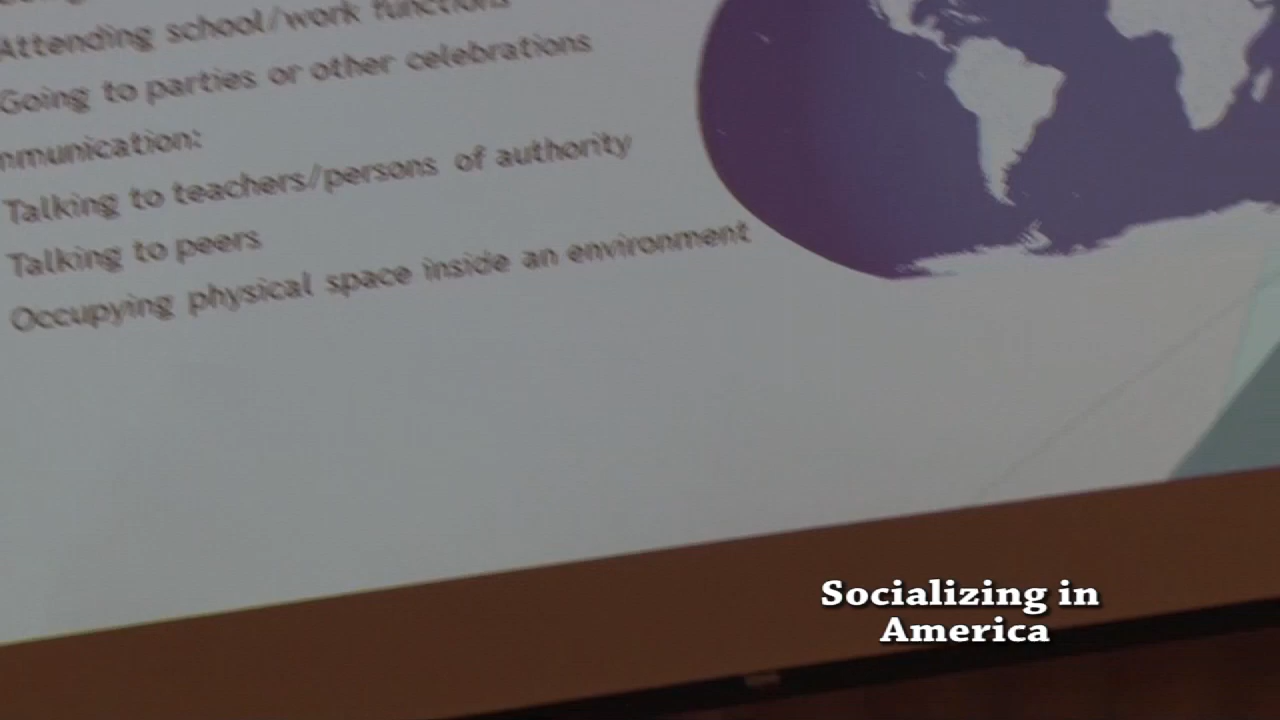 Attending school/work functions
Going to parties or other celebrations
nmunication:
Talking to teachers/persons of authority
Talking to peers
Occupying physical space inside an environment
Socializing in
America